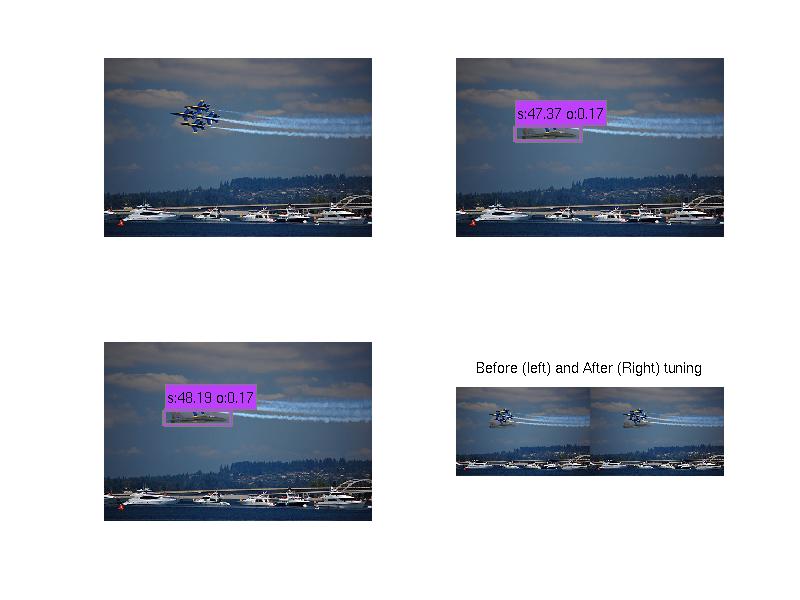 s:47.37 o:0.17
s:48.19 o:0.17
Before (left) and After (Right) tuning